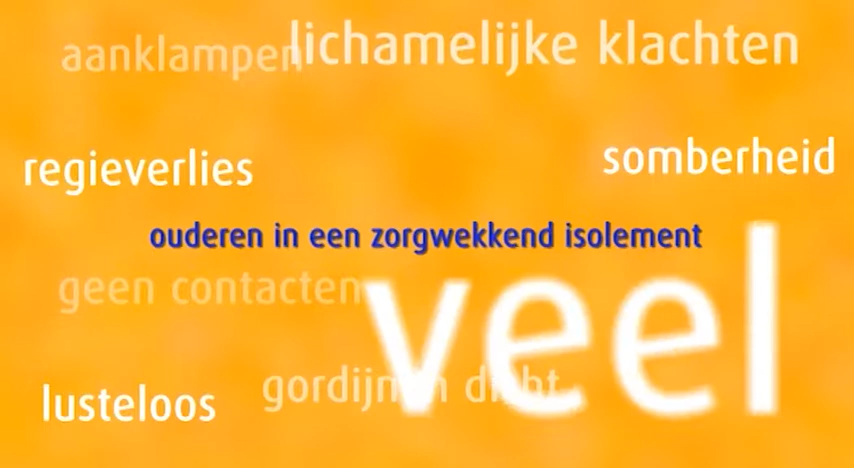 aanklampen
lichamelijke klachten
regieverlies
somberheid
ouderen in een zorgwekkend isolement
geen contacten
veel
gordijnen dicht
lusteloos